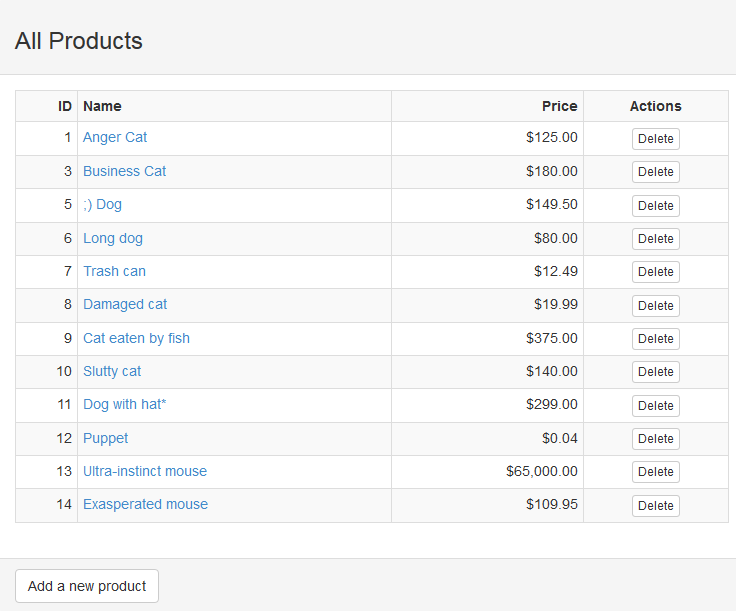 All Products
ID Name Price Actions
1 Anger Cat $125.00 Delete
3 Business Cat $180.00 Delete
5 ;) Dog $149.50 Delete
6 Long dog $80.00 Delete
7 Trash can $12.49 Delete
8 Damaged cat $19.99 Delete
9 Cat eaten by fish $375.00 Delete
10 Slutty cat $140.00 Delete
11 Dog with hat* $299.00 Delete
12 Puppet $0.04 Delete
13 Ultra-instinct mouse $65,000.00 Delete
14 Exasperated mouse $109.95 Delete
Add a new product